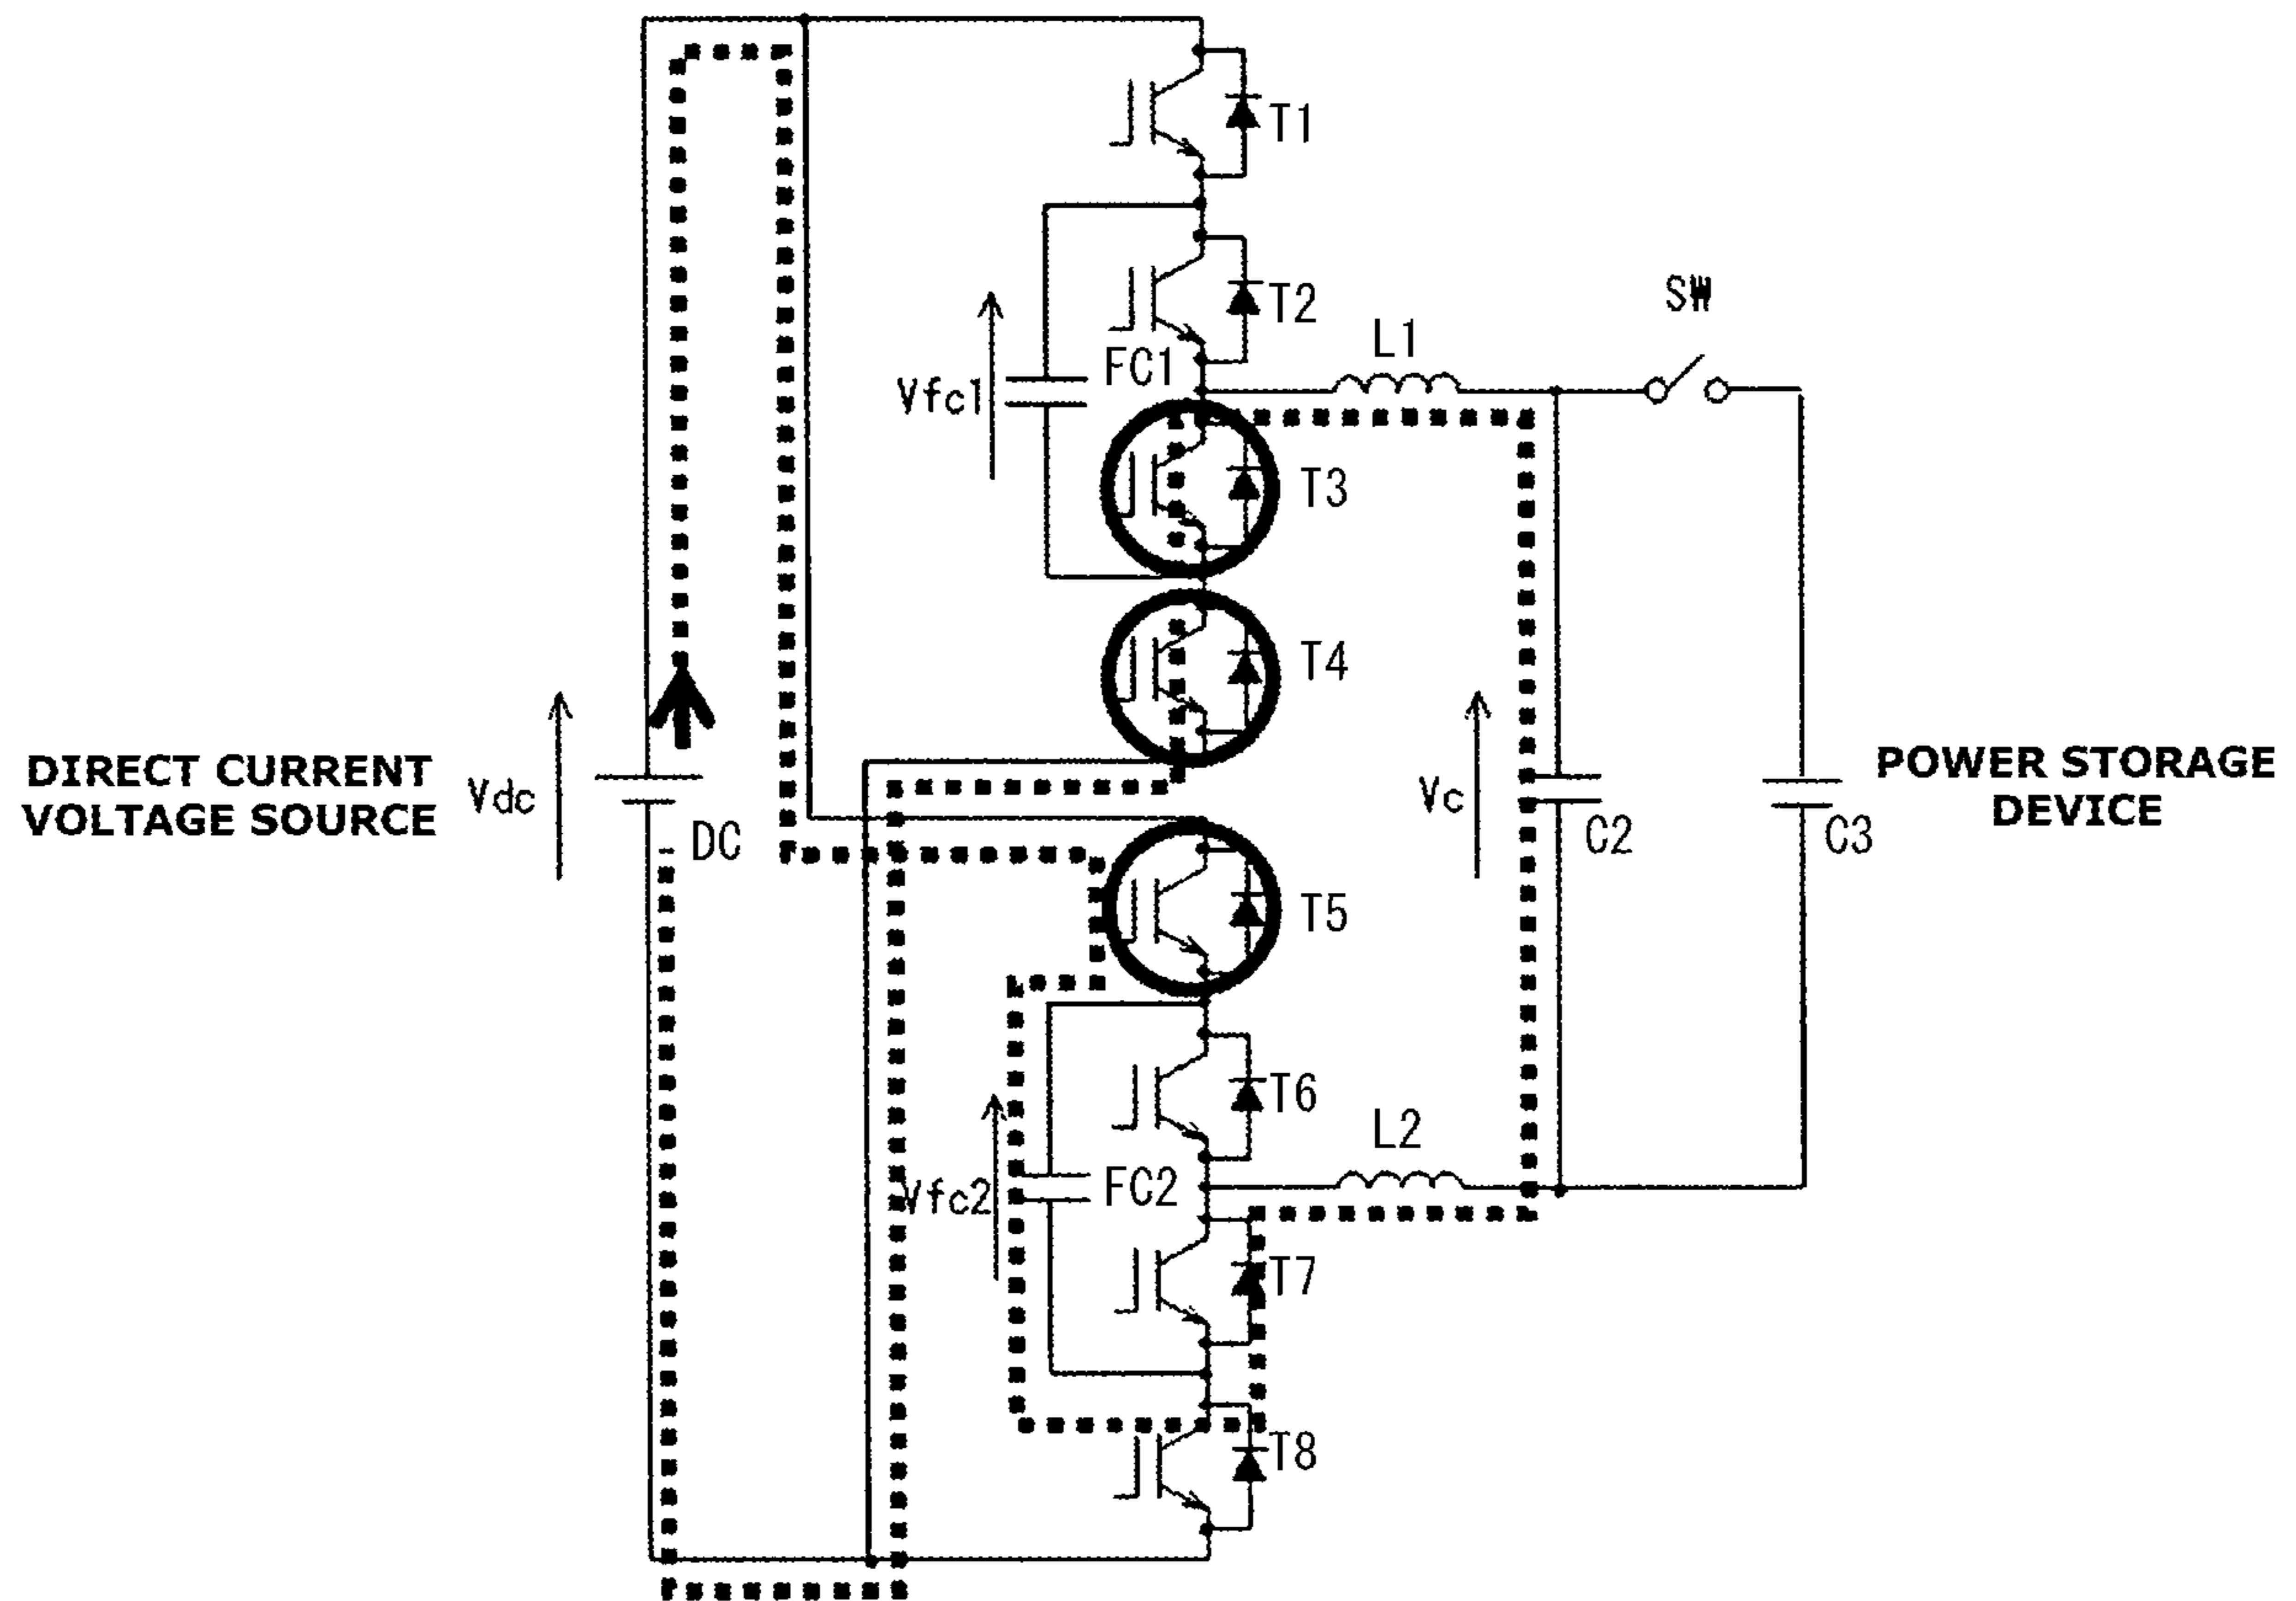 T1
T2
SW
L1
FC1
Vfc1
T3
T4
DIRECT CURRENT
VOLTAGE SOURCE
Vdc
DC
Vc
C2
C3
POWER STORAGE
DEVICE
T5
T6
L2
FC2
Vfc2
T7
T8